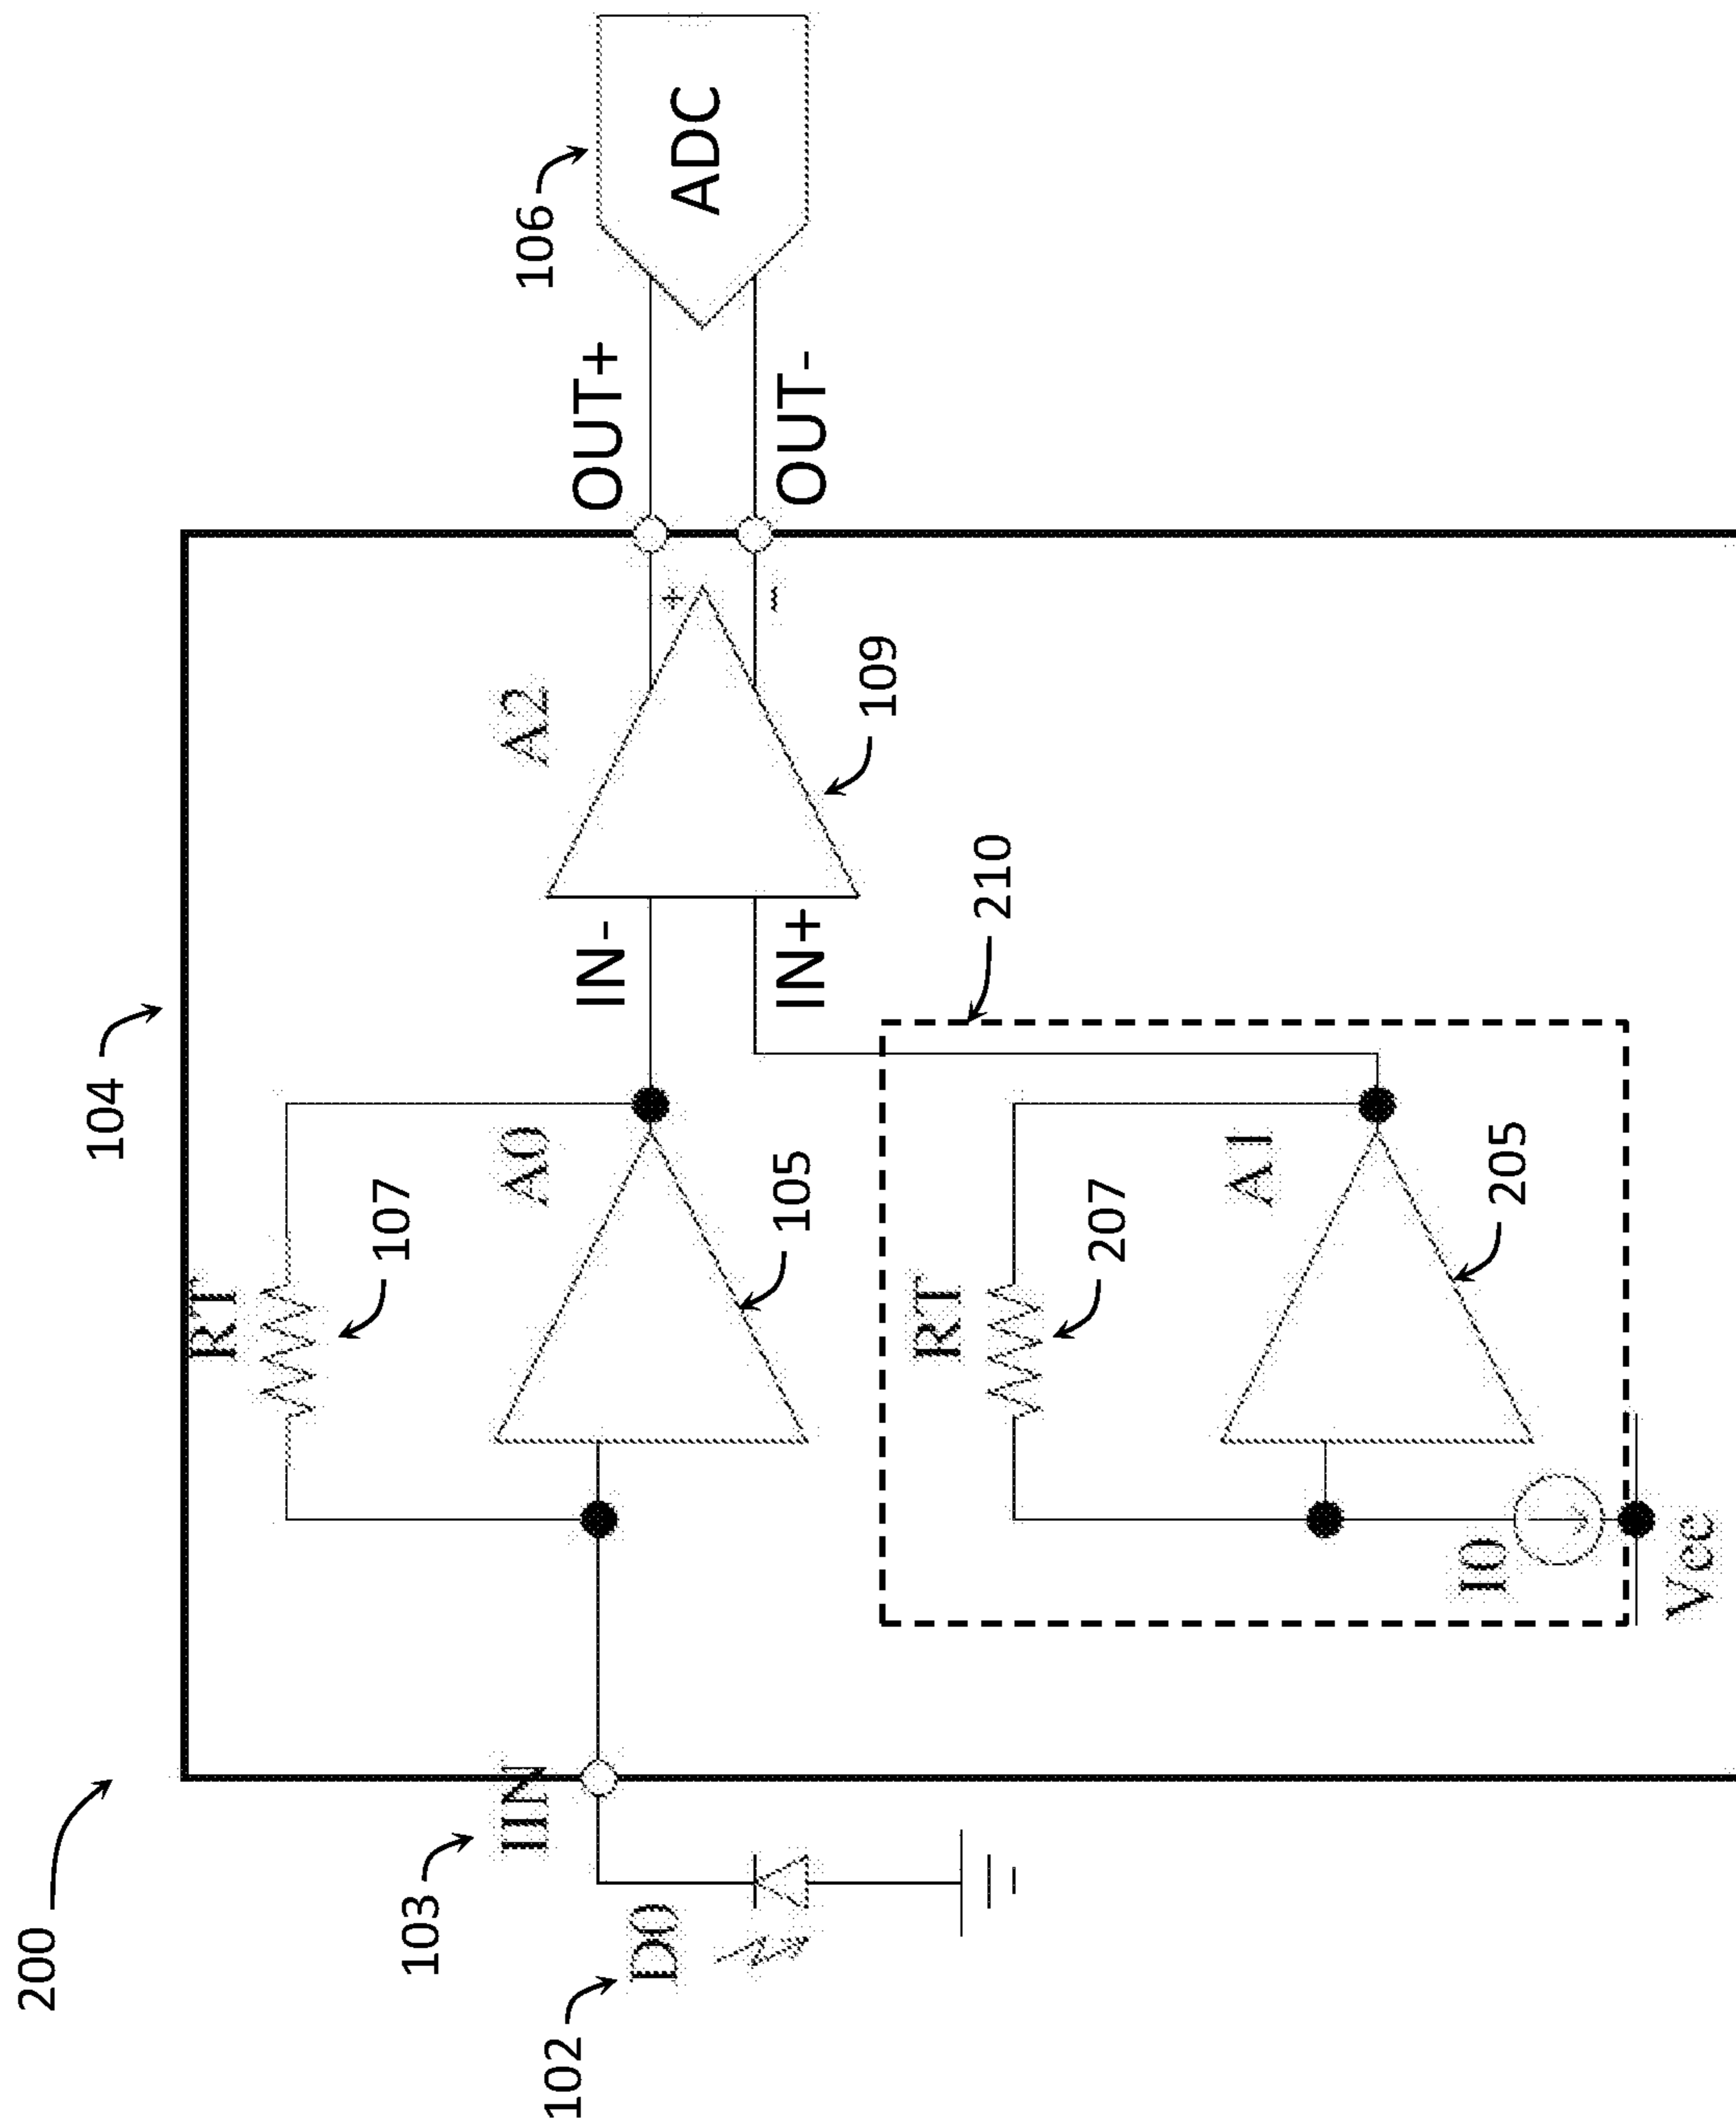 200
104
106
ADC
OUT+
OUT-
+
-
A2
109
IN-
IN+
210
RT
107
A0
105
RT
207
A1
205
I0
Vcc
103
IIN
102
D0